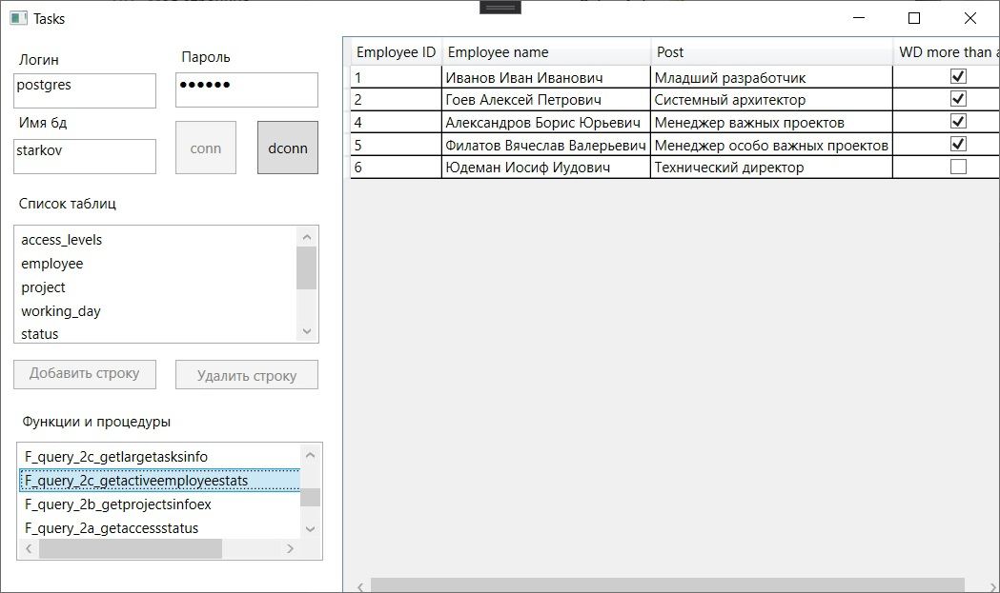 Tasks
Логин
Пароль
postgres
●●●●●●
Имя бд
starkov
conn
dconn
Список таблиц
access_levels
employee
project
working_day
status
Добавить строку
Удалить строку
Функции и процедуры
F_query_2c_getlargetasksinfo
F_query_2c_getactiveemployeestats
F_query_2b_getprojectsinfoex
F_query_2a_getaccessstatus
Employee ID Employee name Post WD more than a
1 Иванов Иван Иванович Младший разработчик
2 Гоев Алексей Петрович Системный архитектор
4 Александров Борис Юрьевич Менеджер важных проектов
5 Филатов Вячеслав Валерьевич Менеджер особо важных проектов
6 Юдеман Иосиф Иудович Технический директор